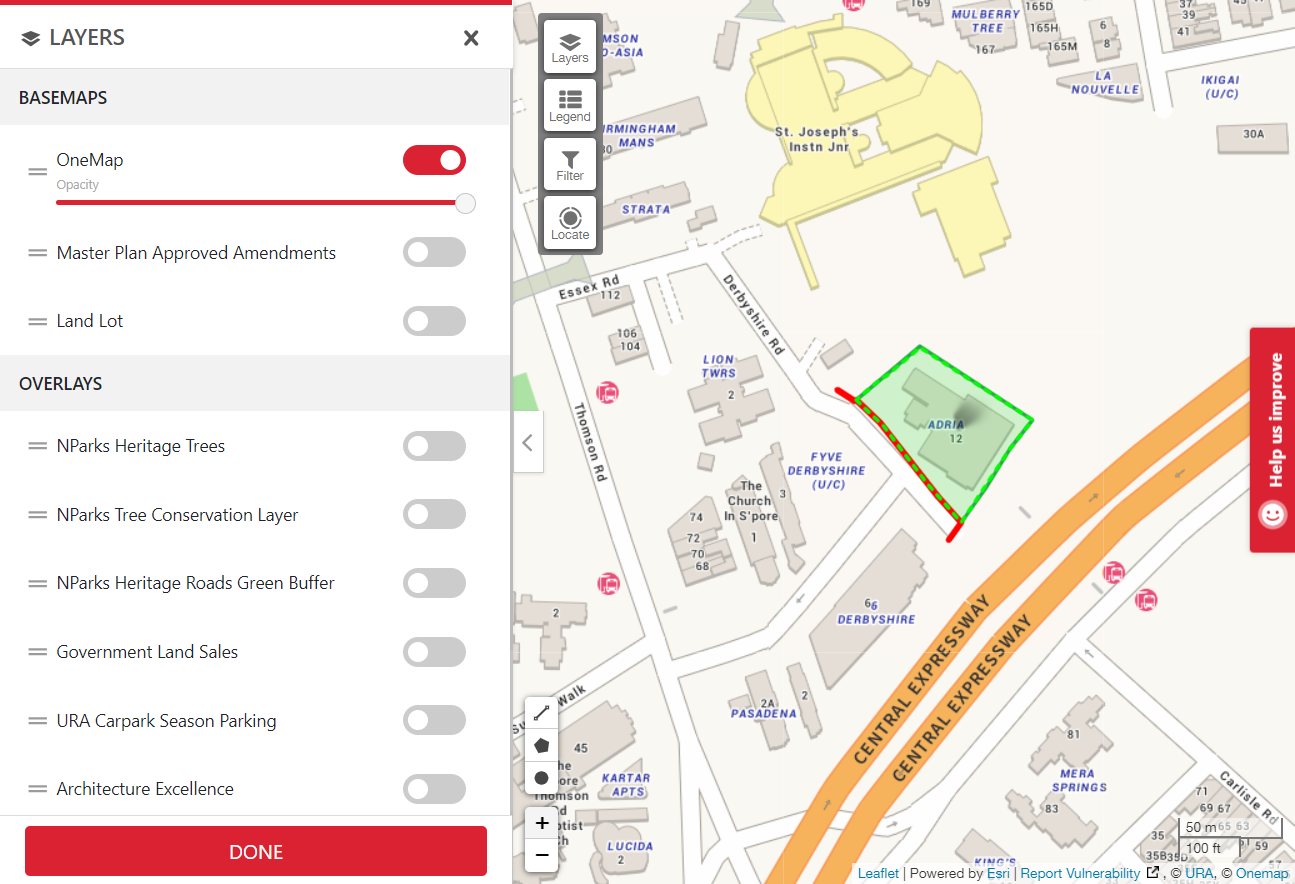 LAYERS
BASEMAPS
OneMap
Opacity
Master Plan Approved Amendments
Land Lot
OVERLAYS
NParks Heritage Trees
NParks Tree Conservation Layer
NParks Heritage Roads Green Buffer
Government Land Sales
URA Carpark Season Parking
Architecture Excellence
DONE
Layers
Legend
Filter
Locate
169
165D
MULBERRY
TREE
165H
167
165M
37
39
41
6
8
LA
NOUVELLE
IKIGAI
(U/C)
30A
St. Joseph's
Instn Jnr
MANS
STRATA
Essex Rd
112
Derbyshire Rd
106
104
LION
TWRS
2
Thomson Rd
ADRIA
12
FYVE
DERBYSHIRE
(U/C)
The
Church
In S'pore
3
1
74
72
70
68
2
66
DERBYSHIRE
CENTRAL EXPRESSWAY
CENTRAL EXPRESSWAY
2A
2
PASADENA
Walk
45
KARTAR
APTS
LUCIDA
2
81
MERA
SPRINGS
83
Carlisle Rd
71
69 67
65 63
35
35B
59
KING'S
+
−
50 m
100 ft
Help us improve
Leaflet | Powered by Esri | Report Vulnerability , © URA, © Onemap